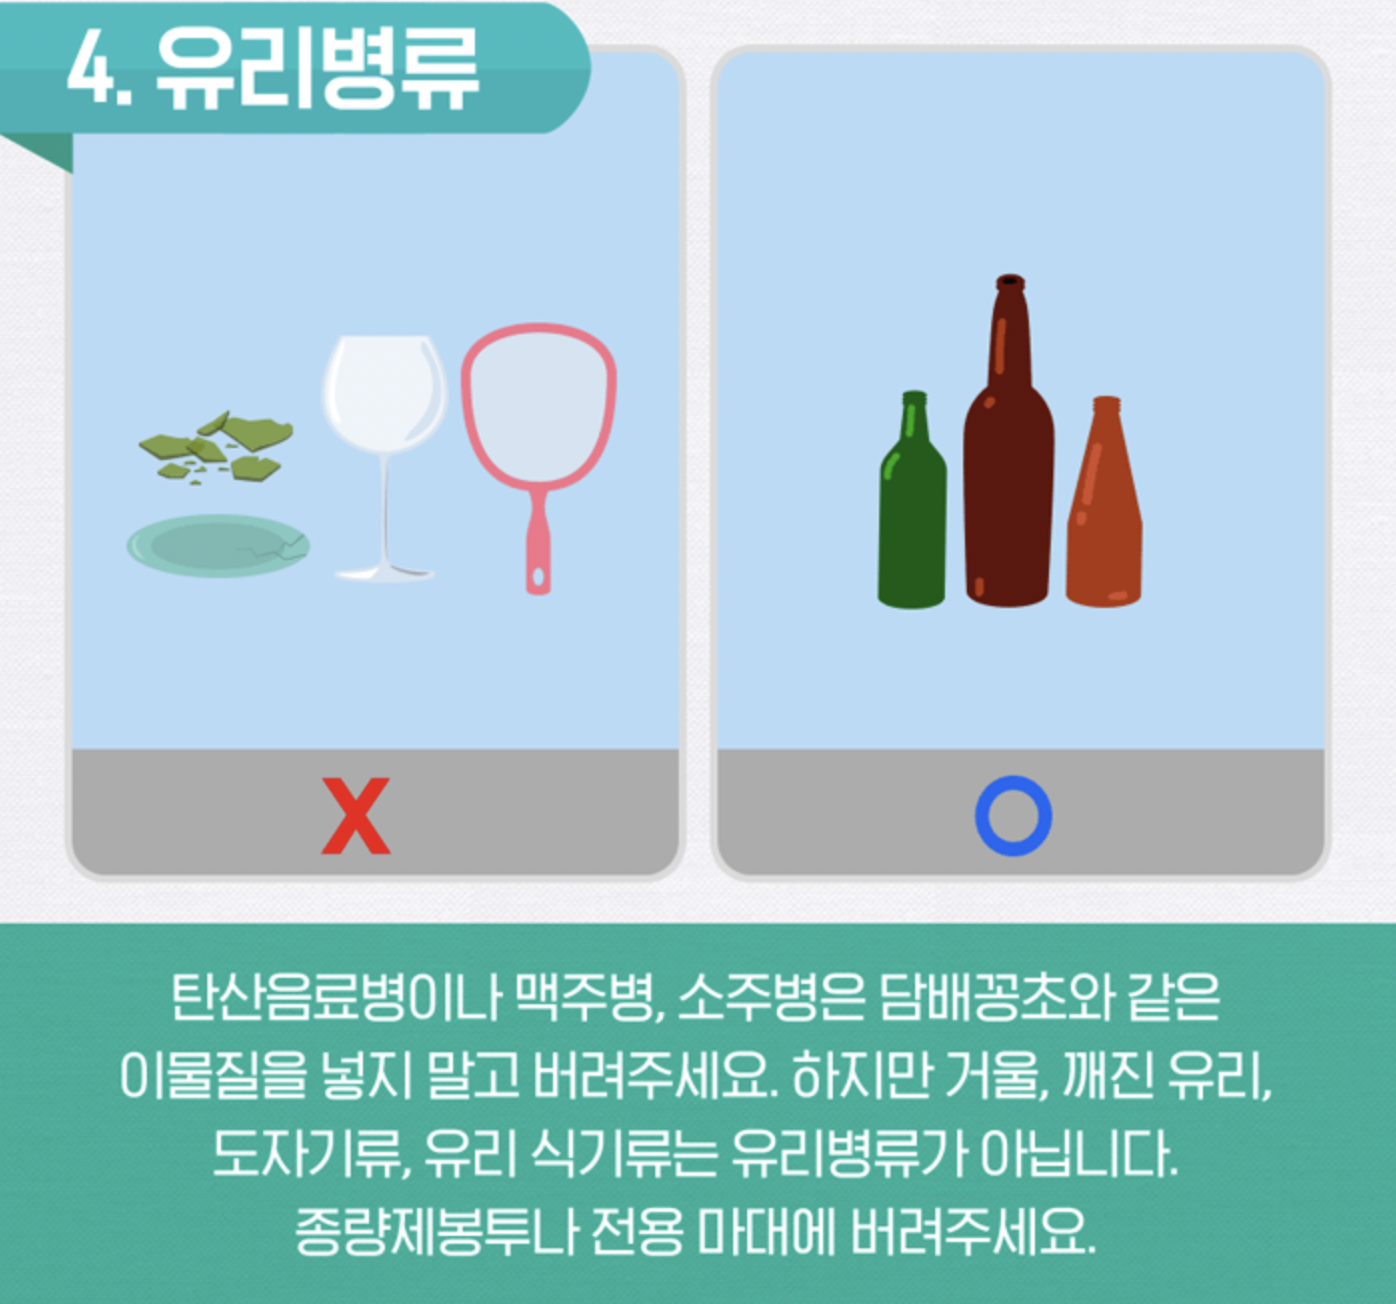 4. 유리병류
X
O
탄산음료병이나 맥주병, 소주병은 담배꽁초와 같은
이물질을 넣지 말고 버려주세요. 하지만 거울, 깨진 유리,
도자기류, 유리 식기류는 유리병류가 아닙니다.
종량제봉투나 전용 마대에 버려주세요.